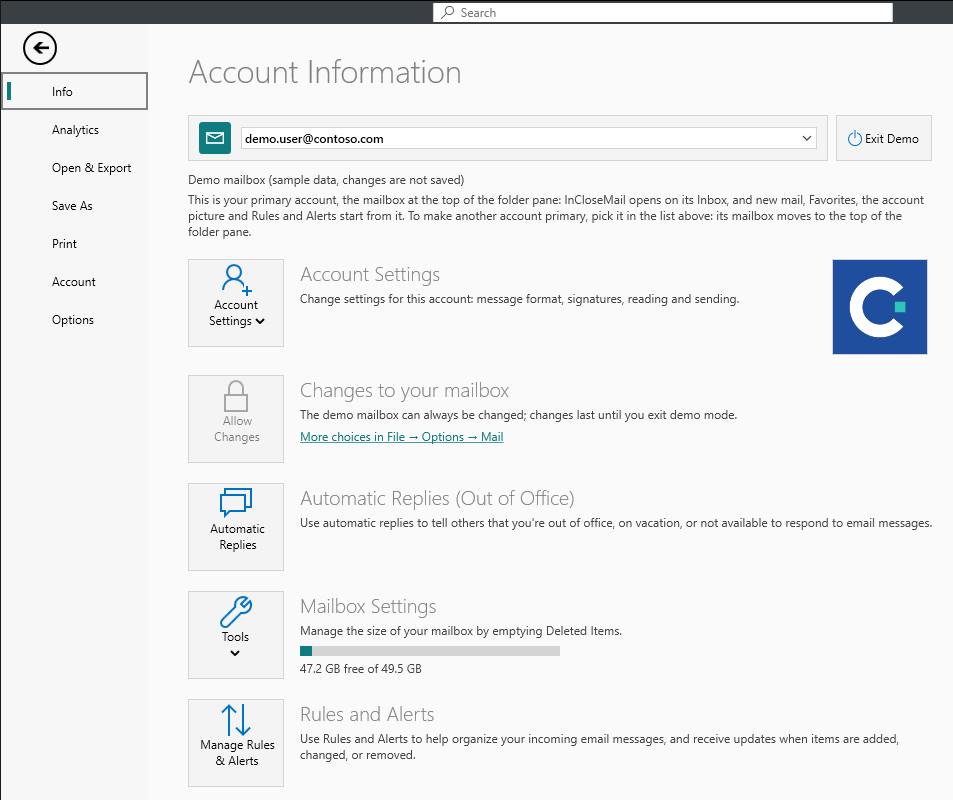 Search
Info
Analytics
Open & Export
Save As
Print
Account
Options
Account Information
demo.user@contoso.com
Exit Demo
Demo mailbox (sample data, changes are not saved)
This is your primary account, the mailbox at the top of the folder pane: InCloseMail opens on its Inbox, and new mail, Favorites, the account
picture and Rules and Alerts start from it. To make another account primary, pick it in the list above: its mailbox moves to the top of the
folder pane.
Account
Settings
Account Settings
Change settings for this account: message format, signatures, reading and sending.
Allow
Changes
Changes to your mailbox
The demo mailbox can always be changed; changes last until you exit demo mode.
More choices in File → Options → Mail
Automatic
Replies
Automatic Replies (Out of Office)
Use automatic replies to tell others that you're out of office, on vacation, or not available to respond to email messages.
Tools
Mailbox Settings
Manage the size of your mailbox by emptying Deleted Items.
47.2 GB free of 49.5 GB
Manage Rules
& Alerts
Rules and Alerts
Use Rules and Alerts to help organize your incoming email messages, and receive updates when items are added,
changed, or removed.